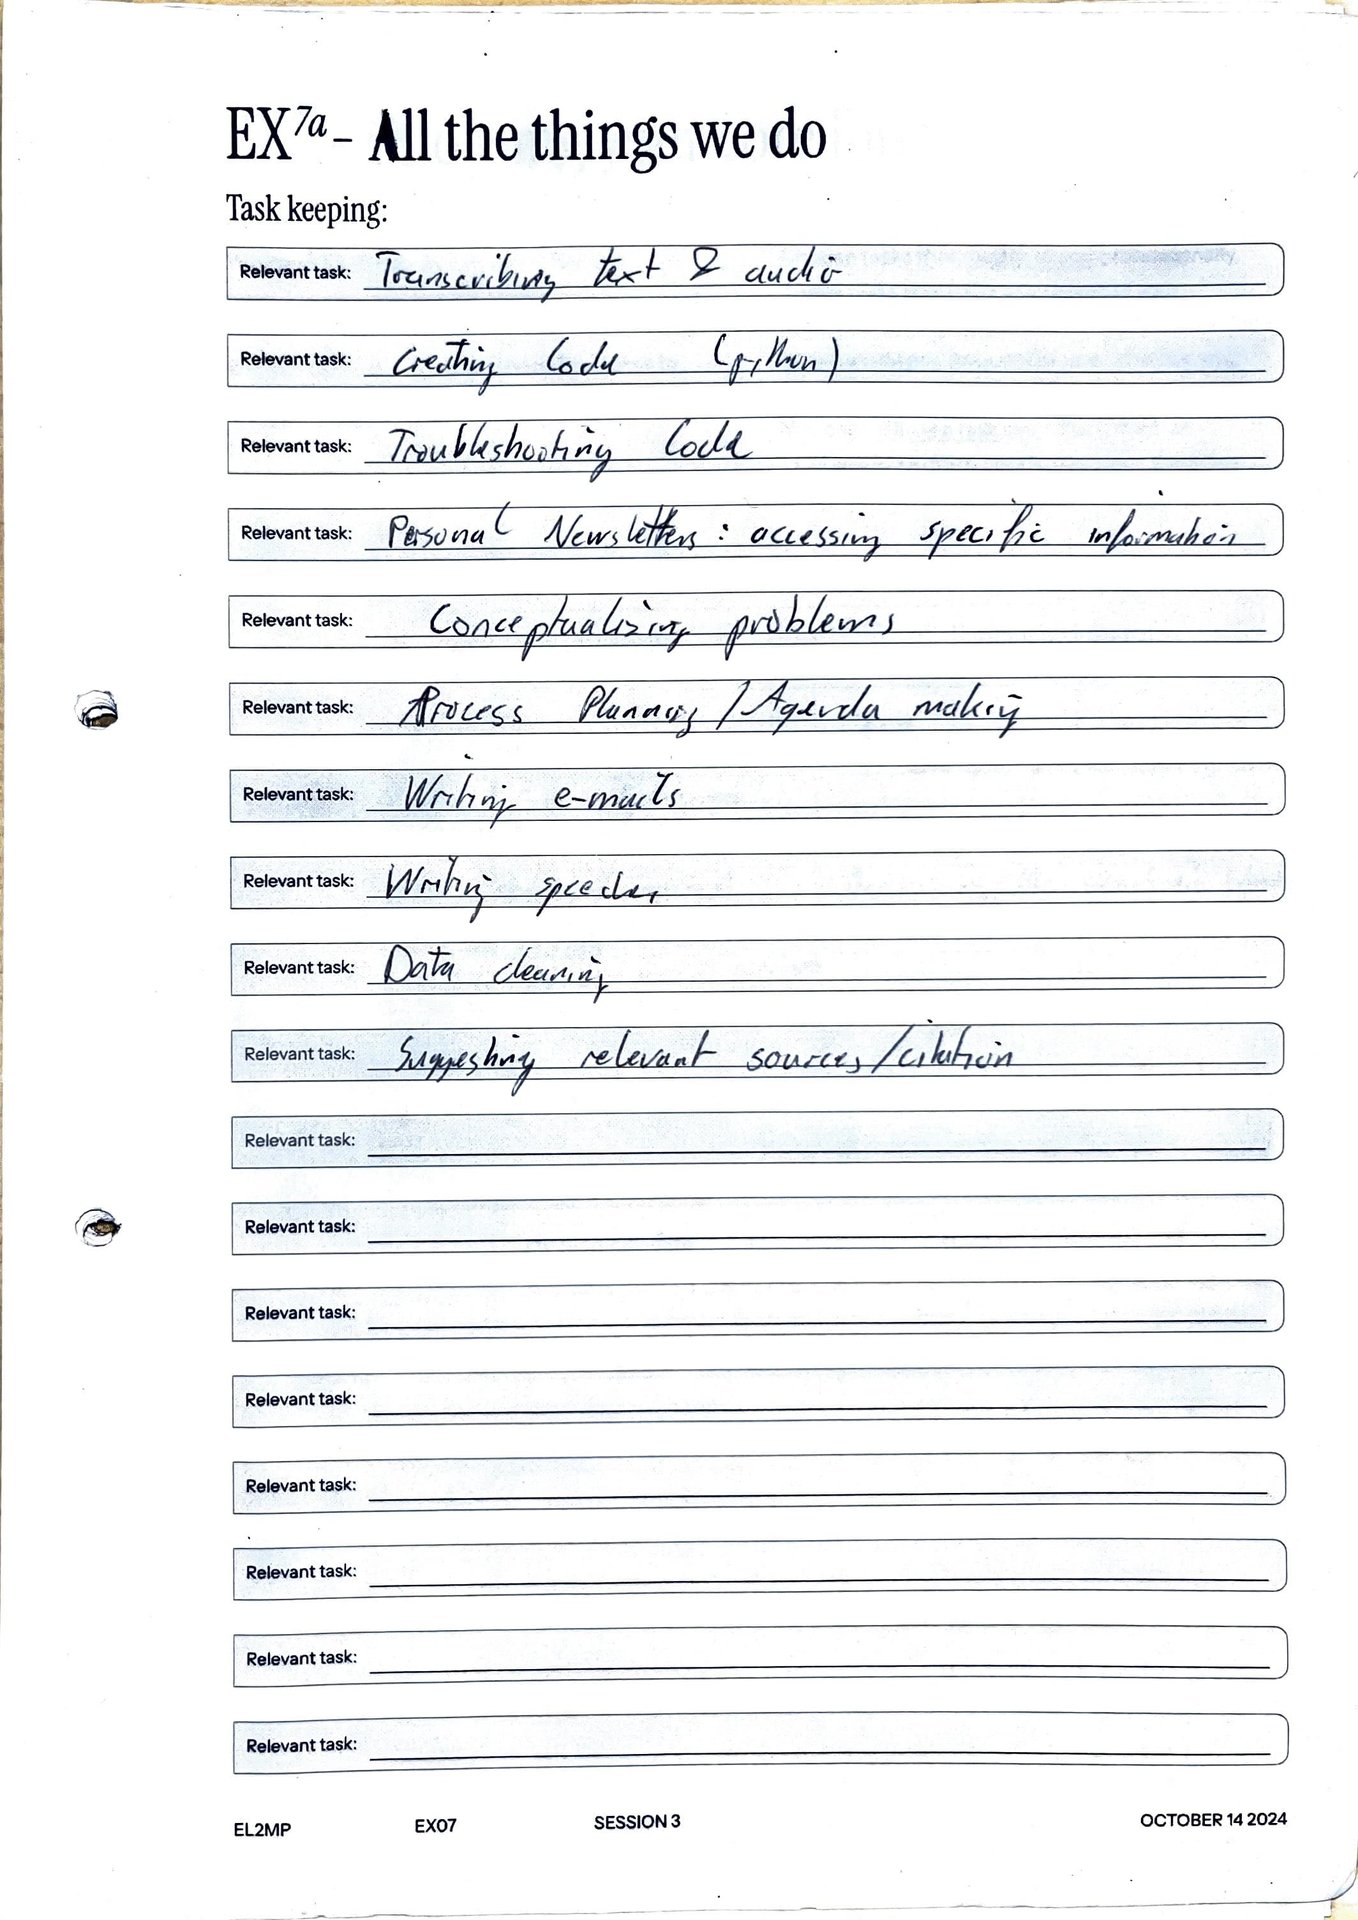 EX7a – All the things we do
Task keeping:
Relevant task: Transcribing text & audio
Relevant task: Creating Code (python)
Relevant task: Troubleshooting Code
Relevant task: Personal Newsletters: accessing specific information
Relevant task: Conceptualizing problems
Relevant task: Process Planning / Agenda making
Relevant task: Writing e-mails
Relevant task: Writing speeches
Relevant task: Data cleaning
Relevant task: Suggesting relevant sources/citation
Relevant task:
Relevant task:
Relevant task:
Relevant task:
Relevant task:
Relevant task:
Relevant task:
Relevant task:
EL2MP EX07 SESSION 3 OCTOBER 14 2024